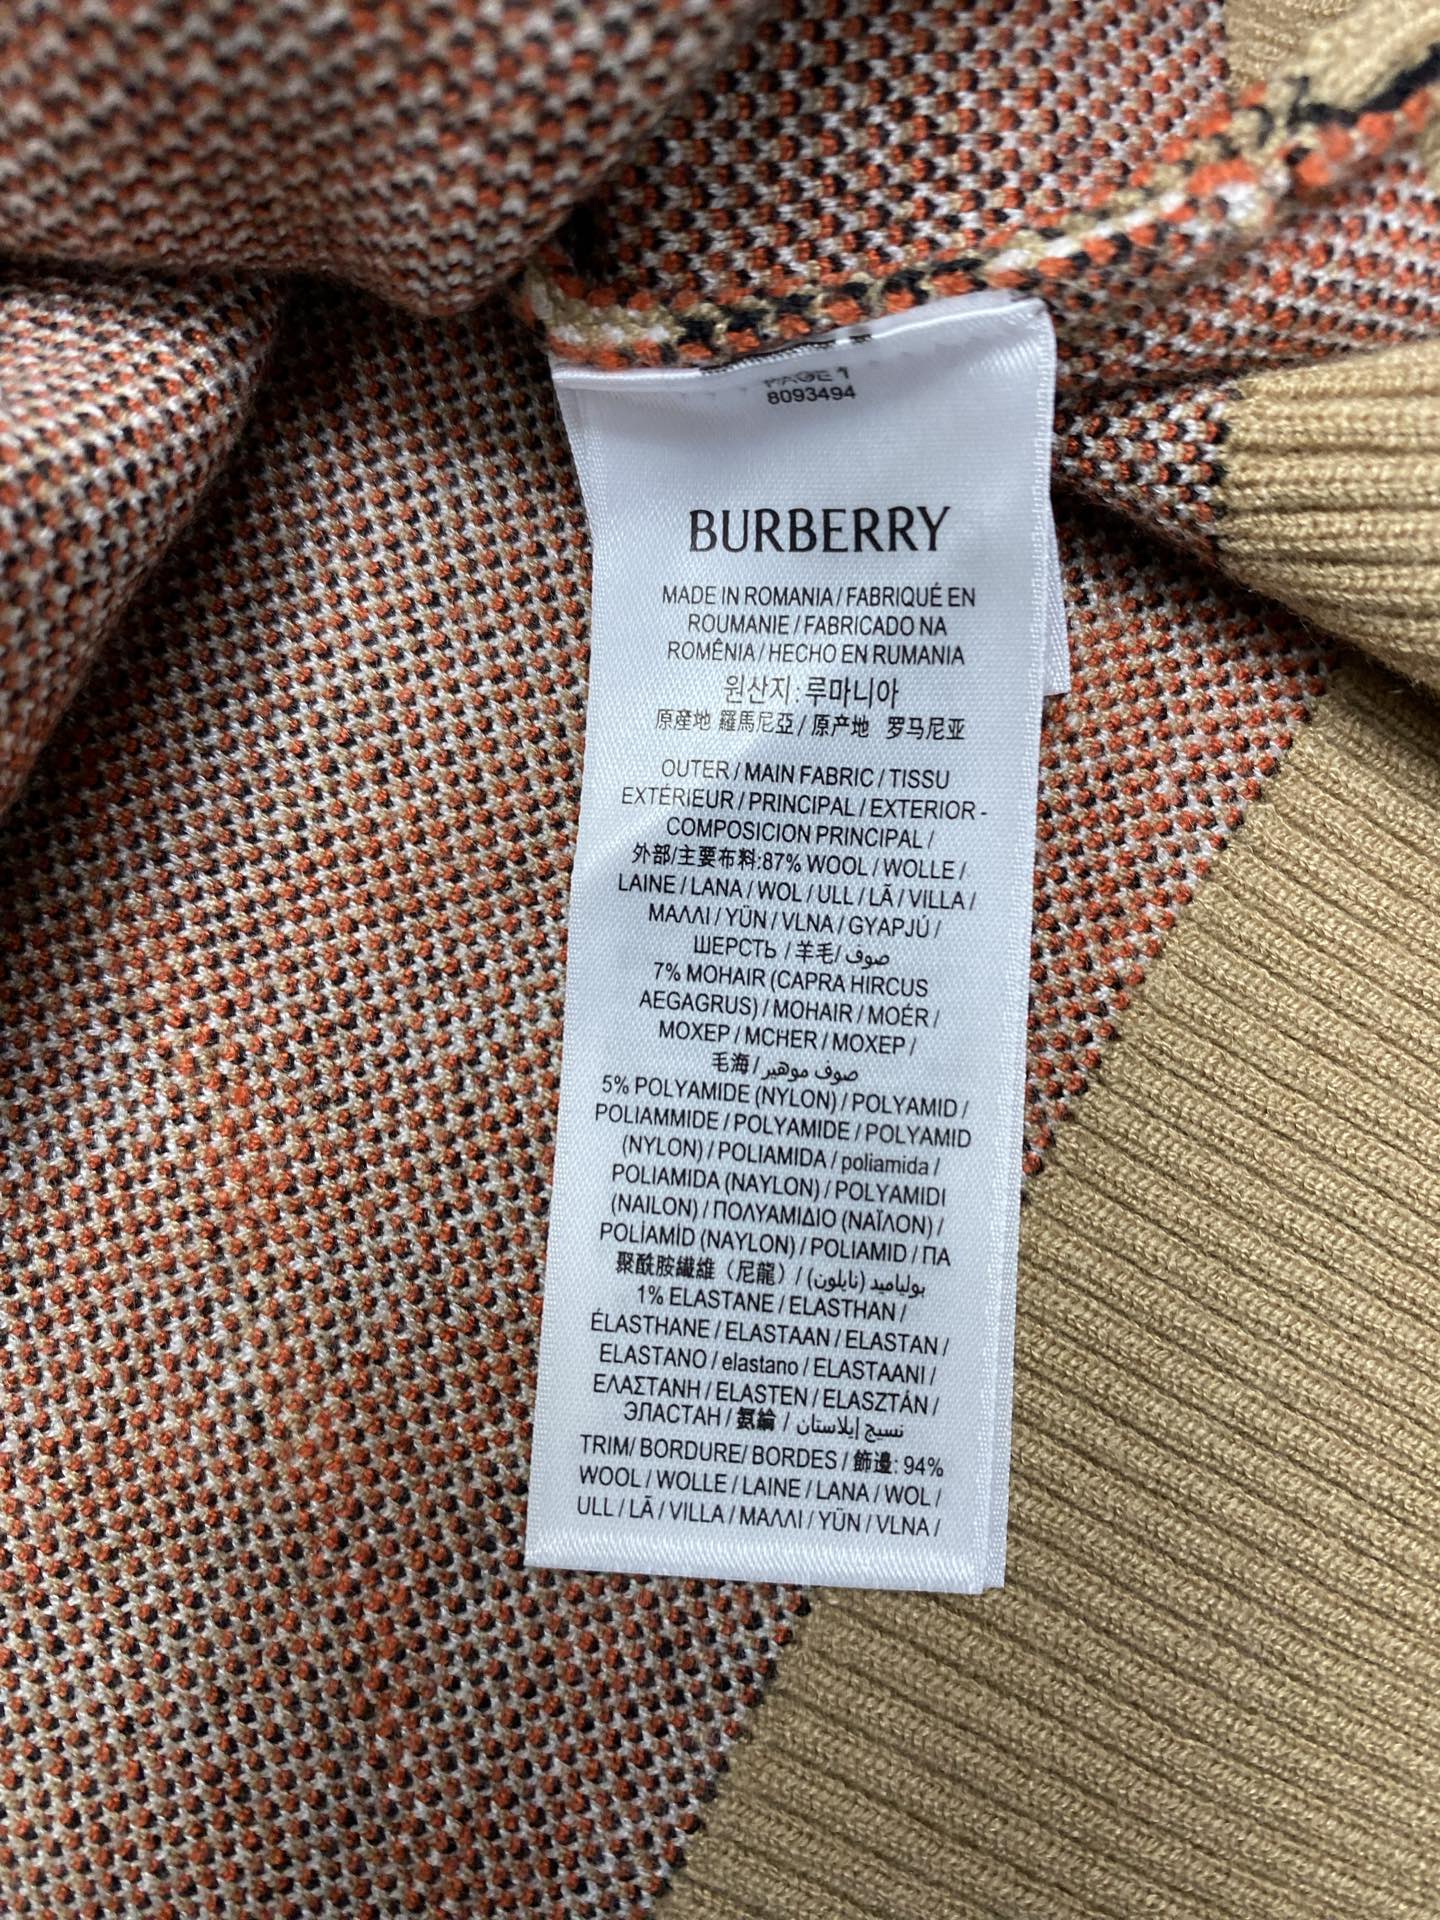 PAGE 1
8093494
BURBERRY
MADE IN ROMANIA / FABRIQUÉ EN
ROUMANIE / FABRICADO NA
ROMÊNIA / HECHO EN RUMANIA
원산지: 루마니아
原產地 羅馬尼亞 / 原产地 罗马尼亚
OUTER / MAIN FABRIC / TISSU
EXTÉRIEUR / PRINCIPAL / EXTERIOR -
COMPOSICION PRINCIPAL /
外部/主要布料:87% WOOL / WOLLE /
LAINE / LANA / WOL / ULL / LÃ / VILLA /
ΜΑΛΛΙ / YÜN / VLNA / GYAPJÚ /
ШЕРСТЬ / 羊毛/ صوف
7% MOHAIR (CAPRA HIRCUS
AEGAGRUS) / MOHAIR / MOÉR /
ΜΟΧΕΡ / MCHER / МОХЕР /
毛海 / صوف موهير
5% POLYAMIDE (NYLON) / POLYAMID /
POLIAMMIDE / POLYAMIDE / POLYAMID
(NYLON) / POLIAMIDA / poliamida /
POLIAMIDA (NAYLON) / POLYAMIDI
(NAILON) / ΠΟΛΥΑΜΙΔΙΟ (ΝΑΪΛΟΝ) /
POLİAMİD (NAYLON) / POLIAMID / ПА
聚酰胺纖維（尼龍）/ بولياميد (نايلون)
1% ELASTANE / ELASTHAN /
ÉLASTHANE / ELASTAAN / ELASTAN /
ELASTANO / elastano / ELASTAANI /
ΕΛΑΣΤΑΝΗ / ELASTEN / ELASZTÁN /
ЭЛАСТАН / 氨綸 / نسيج إيلاستان
TRIM/ BORDURE/ BORDES / 飾邊: 94%
WOOL / WOLLE / LAINE / LANA / WOL /
ULL / LÃ / VILLA / ΜΑΛΛΙ / YÜN / VLNA /